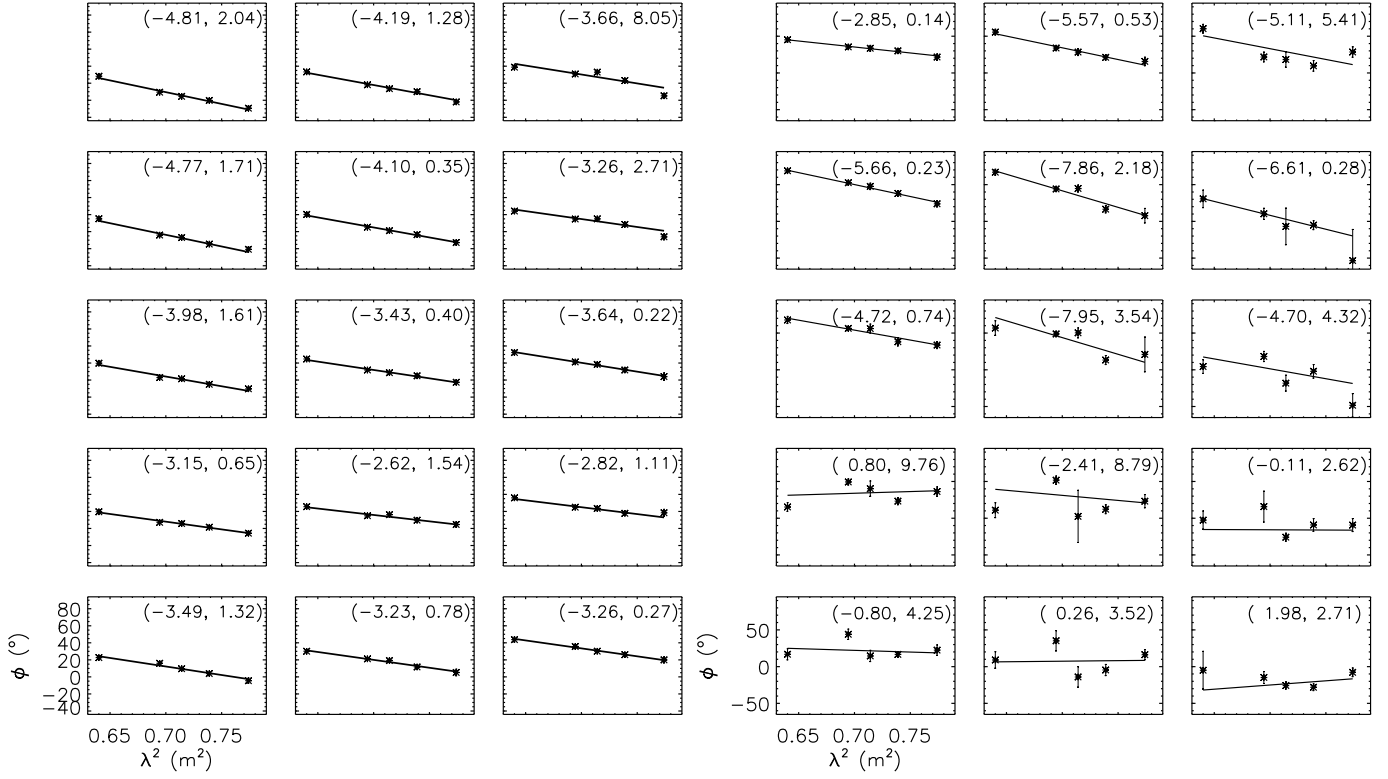 (−4.81, 2.04) (−4.19, 1.28) (−3.66, 8.05) (−2.85, 0.14) (−5.57, 0.53) (−5.11, 5.41)
(−4.77, 1.71) (−4.10, 0.35) (−3.26, 2.71) (−5.66, 0.23) (−7.86, 2.18) (−6.61, 0.28)
(−3.98, 1.61) (−3.43, 0.40) (−3.64, 0.22) (−4.72, 0.74) (−7.95, 3.54) (−4.70, 4.32)
(−3.15, 0.65) (−2.62, 1.54) (−2.82, 1.11) ( 0.80, 9.76) (−2.41, 8.79) (−0.11, 2.62)
(−3.49, 1.32) (−3.23, 0.78) (−3.26, 0.27) (−0.80, 4.25) ( 0.26, 3.52) ( 1.98, 2.71)
80
60
40
20
0
−20
−40
ϕ (°)
50
0
−50
ϕ (°)
0.65 0.70 0.75 0.65 0.70 0.75
λ² (m²) λ² (m²)